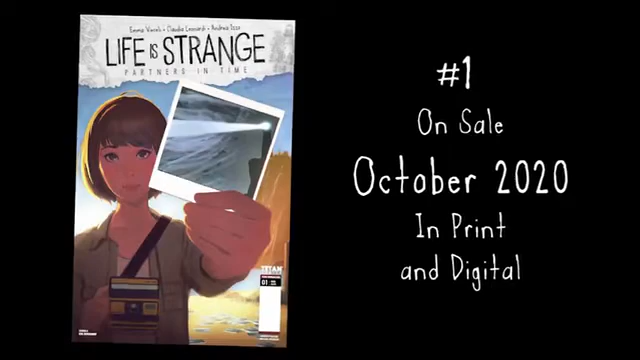 Emma Vieceli • Claudia Leonardi • Andrea Izzo
LIFE IS STRANGE
PARTNERS IN TIME
TITAN
01
#1
On Sale
October 2020
In Print
and Digital